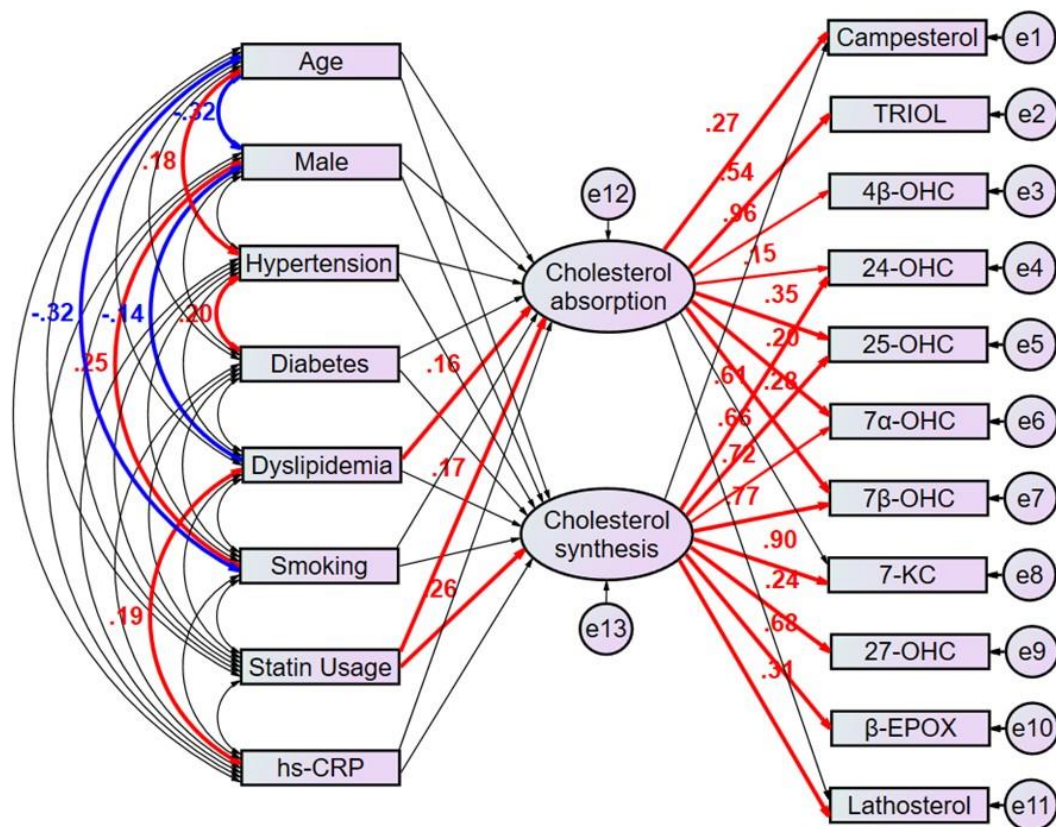 Age
Male
Hypertension
Diabetes
Dyslipidemia
Smoking
Statin Usage
hs-CRP
-.32
.18
-.32
-.14
.20
.25
.19
e12
Cholesterol
absorption
Cholesterol
synthesis
e13
.16
.17
.26
.27
.54
.96
.15
.35
.20
.61
.28
.66
.72
.77
.90
.24
.68
.31
Campesterol
e1
TRIOL
e2
4β-OHC
e3
24-OHC
e4
25-OHC
e5
7α-OHC
e6
7β-OHC
e7
7-KC
e8
27-OHC
e9
β-EPOX
e10
Lathosterol
e11